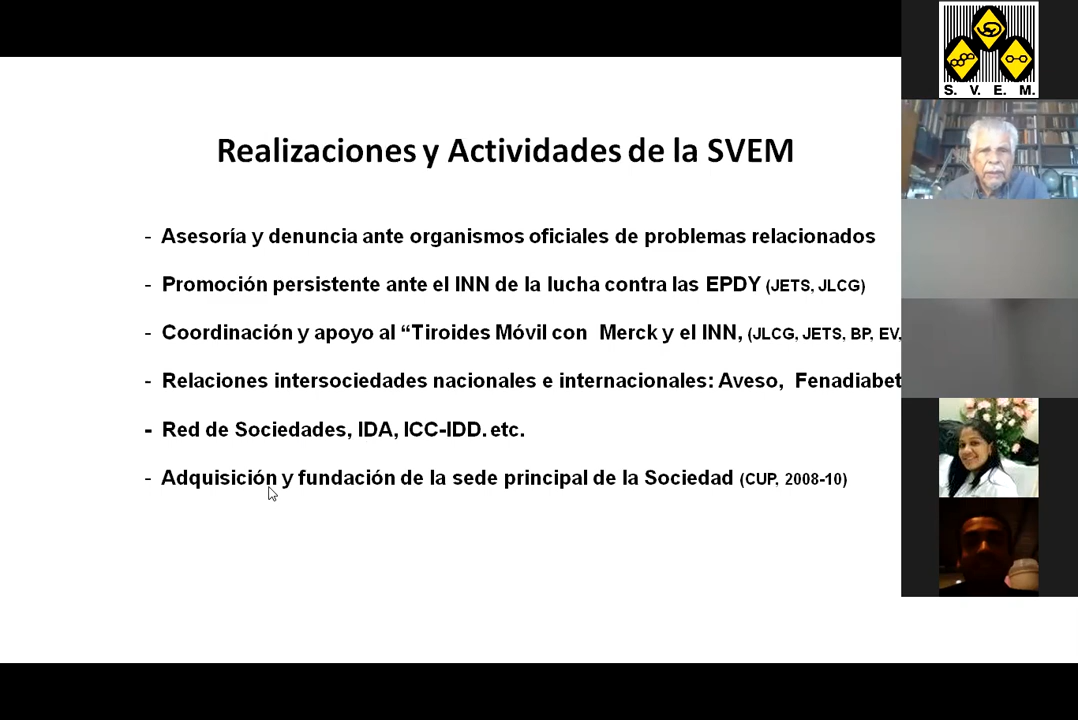 S. V. E. M.
Realizaciones y Actividades de la SVEM
- Asesoría y denuncia ante organismos oficiales de problemas relacionados
- Promoción persistente ante el INN de la lucha contra las EPDY (JETS, JLCG)
- Coordinación y apoyo al “Tiroides Móvil con Merck y el INN, (JLCG, JETS, BP, EV,
- Relaciones intersociedades nacionales e internacionales: Aveso, Fenadiabet
- Red de Sociedades, IDA, ICC-IDD. etc.
- Adquisición y fundación de la sede principal de la Sociedad (CUP, 2008-10)